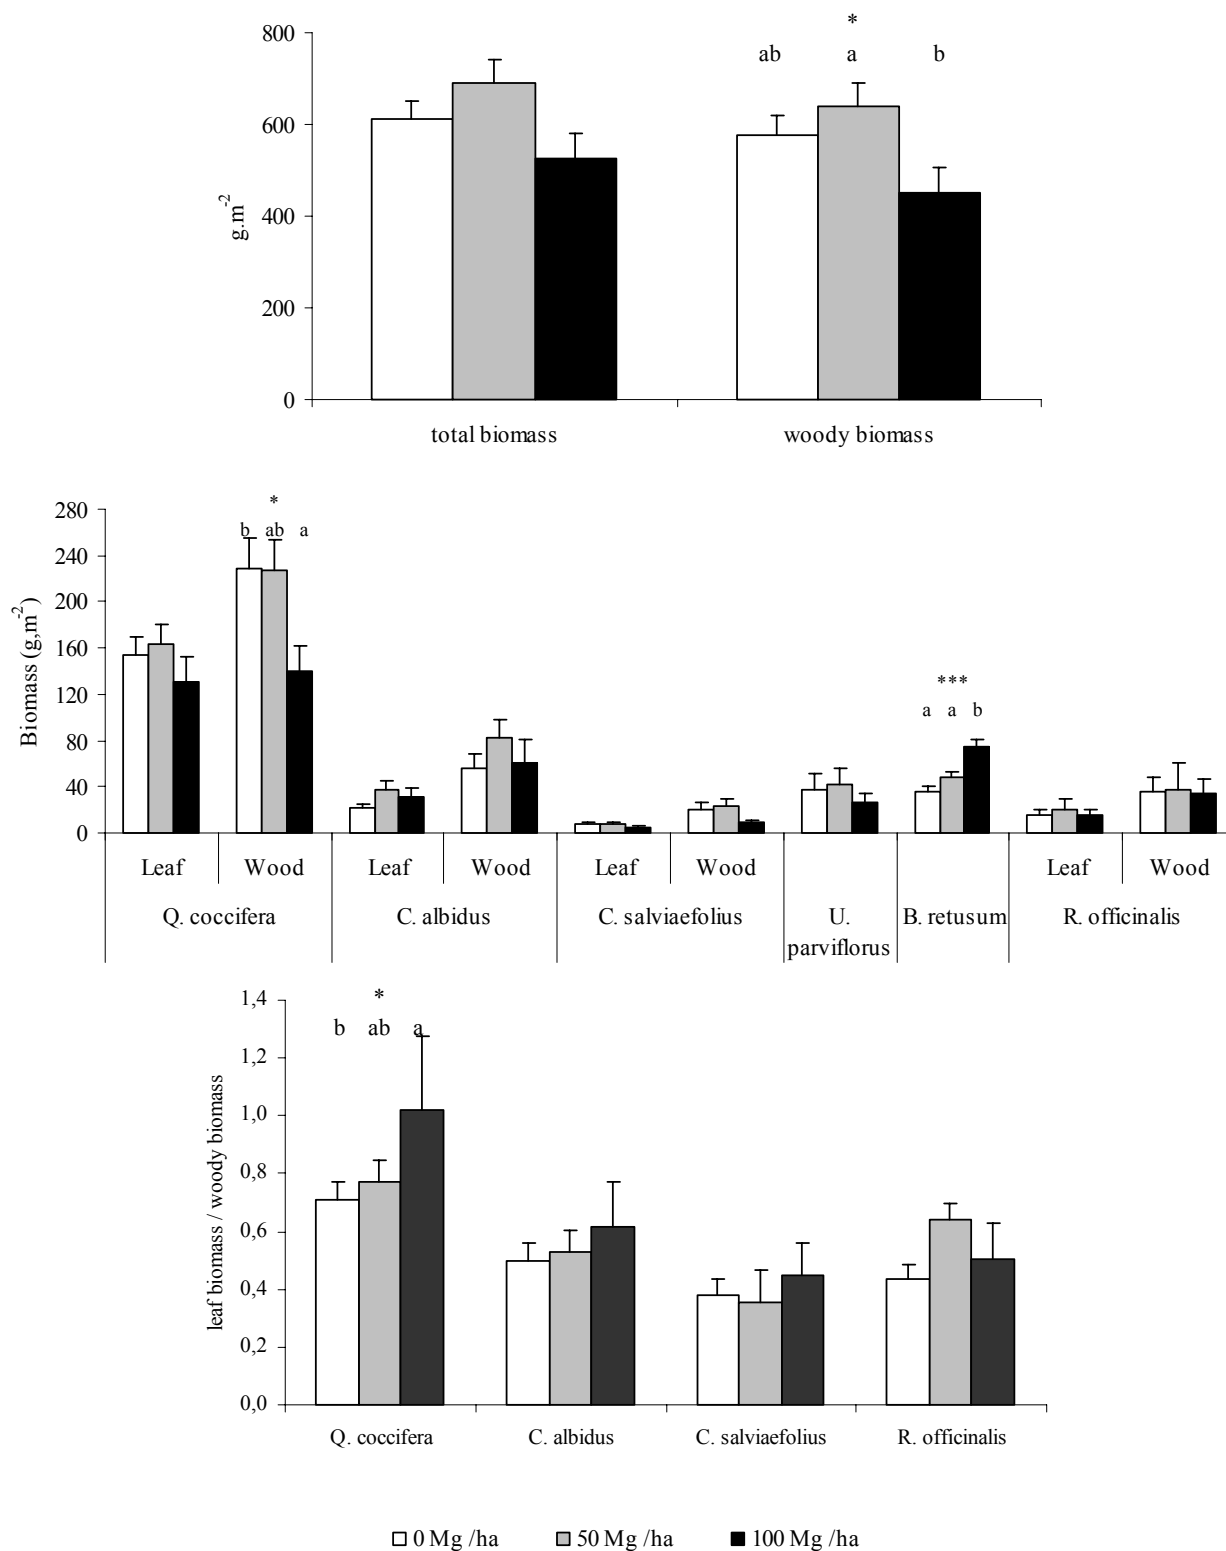 *
ab a b
800
600
400
200
0
g.m-2
total biomass woody biomass
*
b ab a
***
a a b
280
240
200
160
120
80
40
0
Biomass (g,m-2)
Leaf Wood Leaf Wood Leaf Wood Leaf Wood
Q. coccifera C. albidus C. salviaefolius U. parviflorus B. retusum R. officinalis
*
b ab a
1,4
1,2
1,0
0,8
0,6
0,4
0,2
0,0
leaf biomass / woody biomass
Q. coccifera C. albidus C. salviaefolius R. officinalis
0 Mg /ha 50 Mg /ha 100 Mg /ha